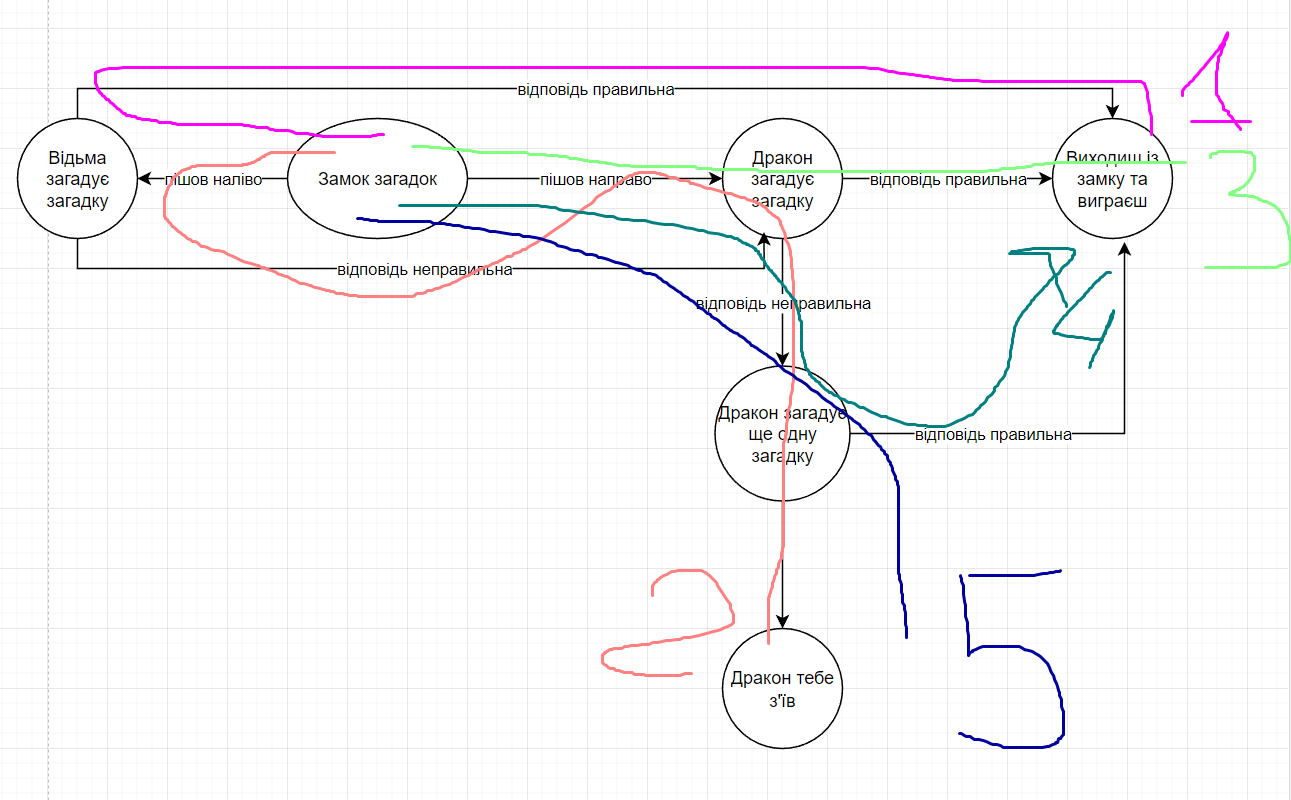 відповідь правильна
1
Відьма
загадує
загадку
пішов наліво
Замок загадок
пішов направо
Дракон
загадує
загадку
відповідь правильна
Виходиш із
замку та
виграєш
3
відповідь неправильна
відповідь неправильна
4
Дракон загадує
ще одну
загадку
відповідь правильна
2
5
Дракон тебе
з'їв